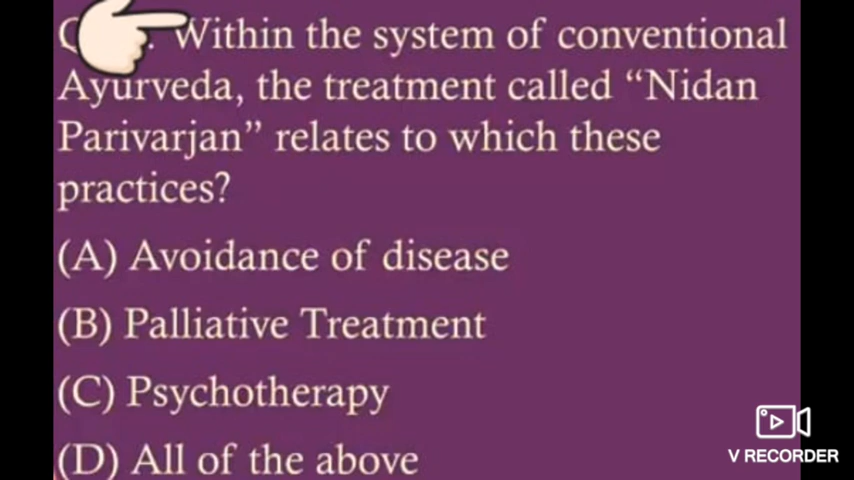 Within the system of conventional
Ayurveda, the treatment called “Nidan
Parivarjan” relates to which these
practices?
(A) Avoidance of disease
(B) Palliative Treatment
(C) Psychotherapy
(D) All of the above
V RECORDER